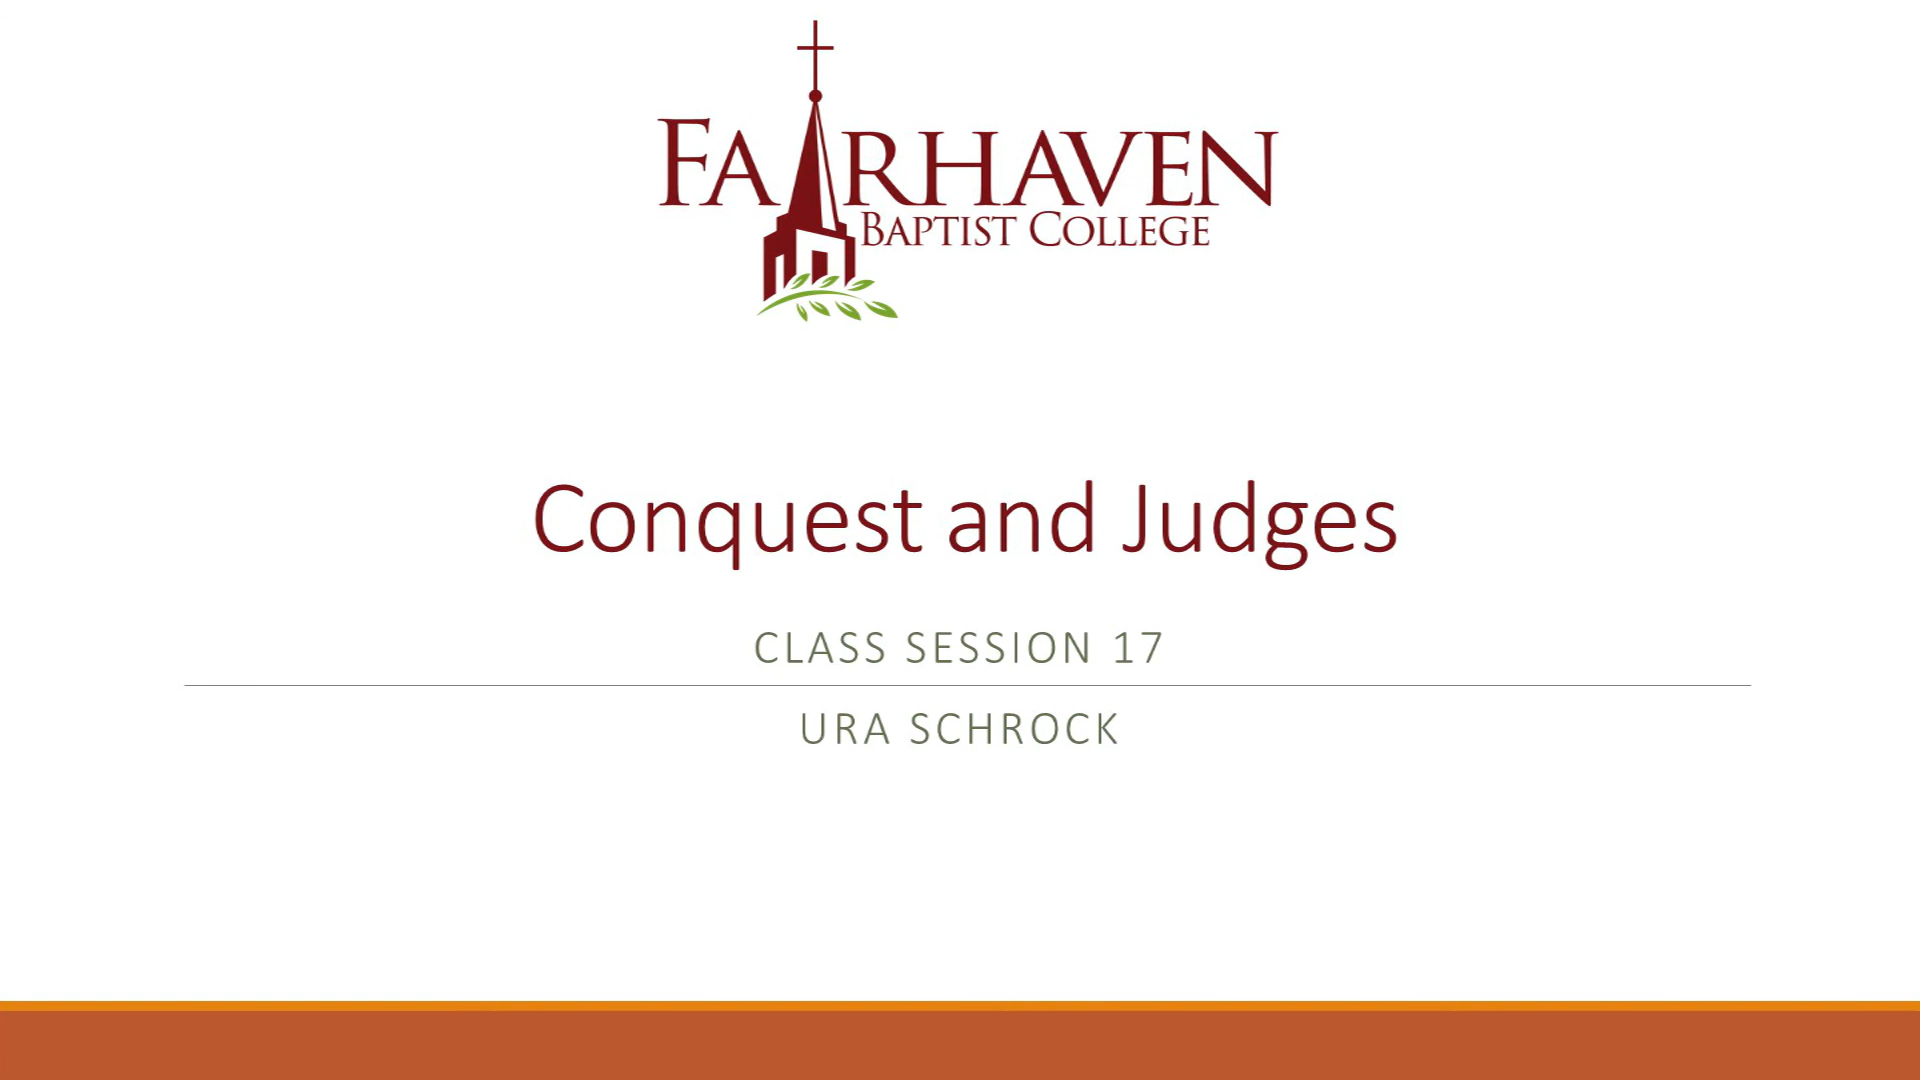 FAIRHAVEN
BAPTIST COLLEGE
Conquest and Judges
CLASS SESSION 17
URA SCHROCK